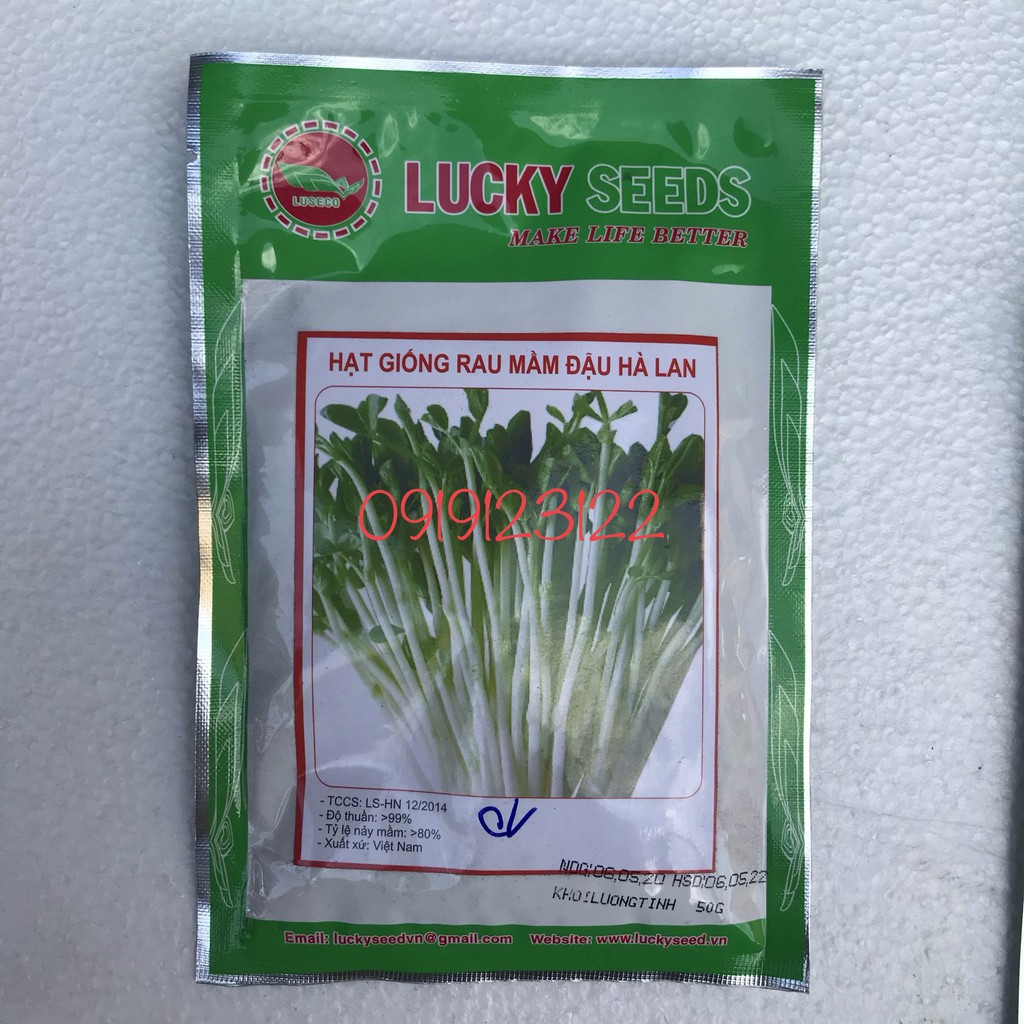 LUSECO
LUCKY SEEDS
MAKE LIFE BETTER
HẠT GIỐNG RAU MẦM ĐẬU HÀ LAN
0919123122
- TCCS: LS-HN 12/2014
- Độ thuần: >99%
- Tỷ lệ nảy mầm: >80%
- Xuất xứ: Việt Nam
NDG:06,05,20 HSD:06,05,22
KHOILUONGTINH 50G
Email: luckyseedvn@gmail.com Website: www.luckyseed.vn